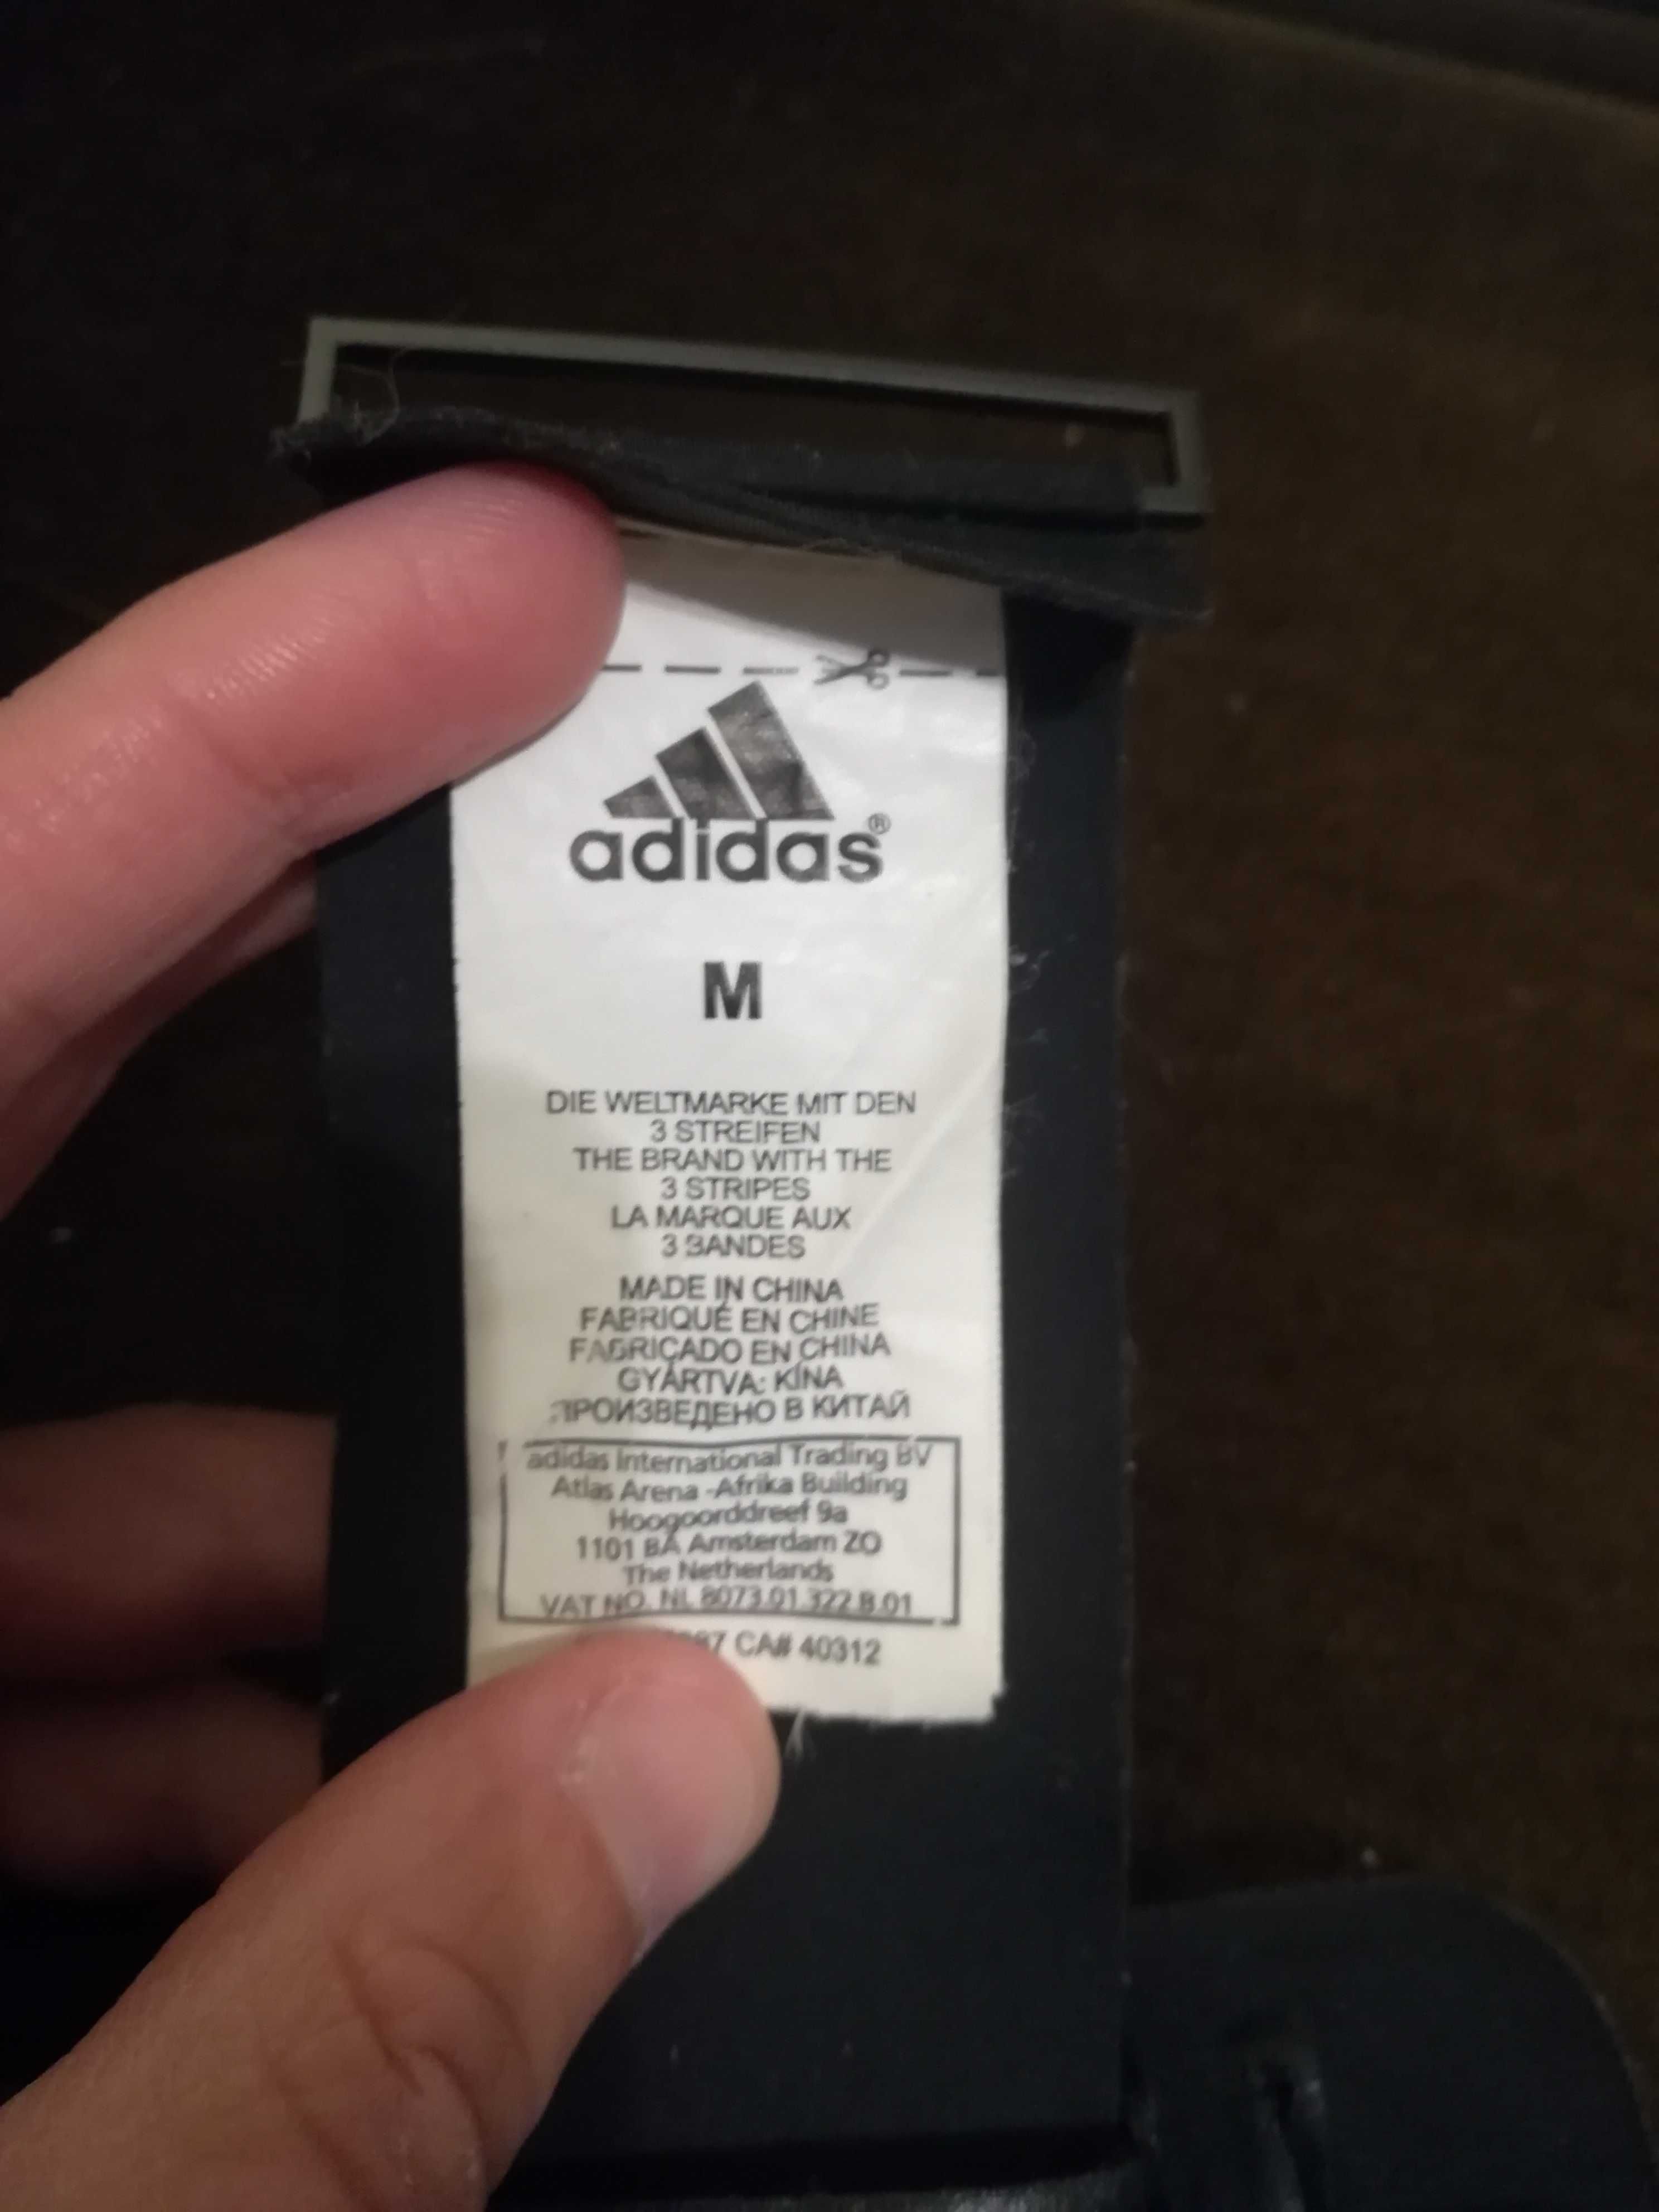 adidas®
M
DIE WELTMARKE MIT DEN
3 STREIFEN
THE BRAND WITH THE
3 STRIPES
LA MARQUE AUX
3 BANDES
MADE IN CHINA
FABRIQUÉ EN CHINE
FABRICADO EN CHINA
GYÁRTVA: KÍNA
ПРОИЗВЕДЕНО В КИТАЙ
adidas International Trading BV
Atlas Arena -Afrika Building
Hoogoorddreef 9a
1101 BA Amsterdam ZO
The Netherlands
VAT NO. NL 8073.01.322.B.01
CA# 40312